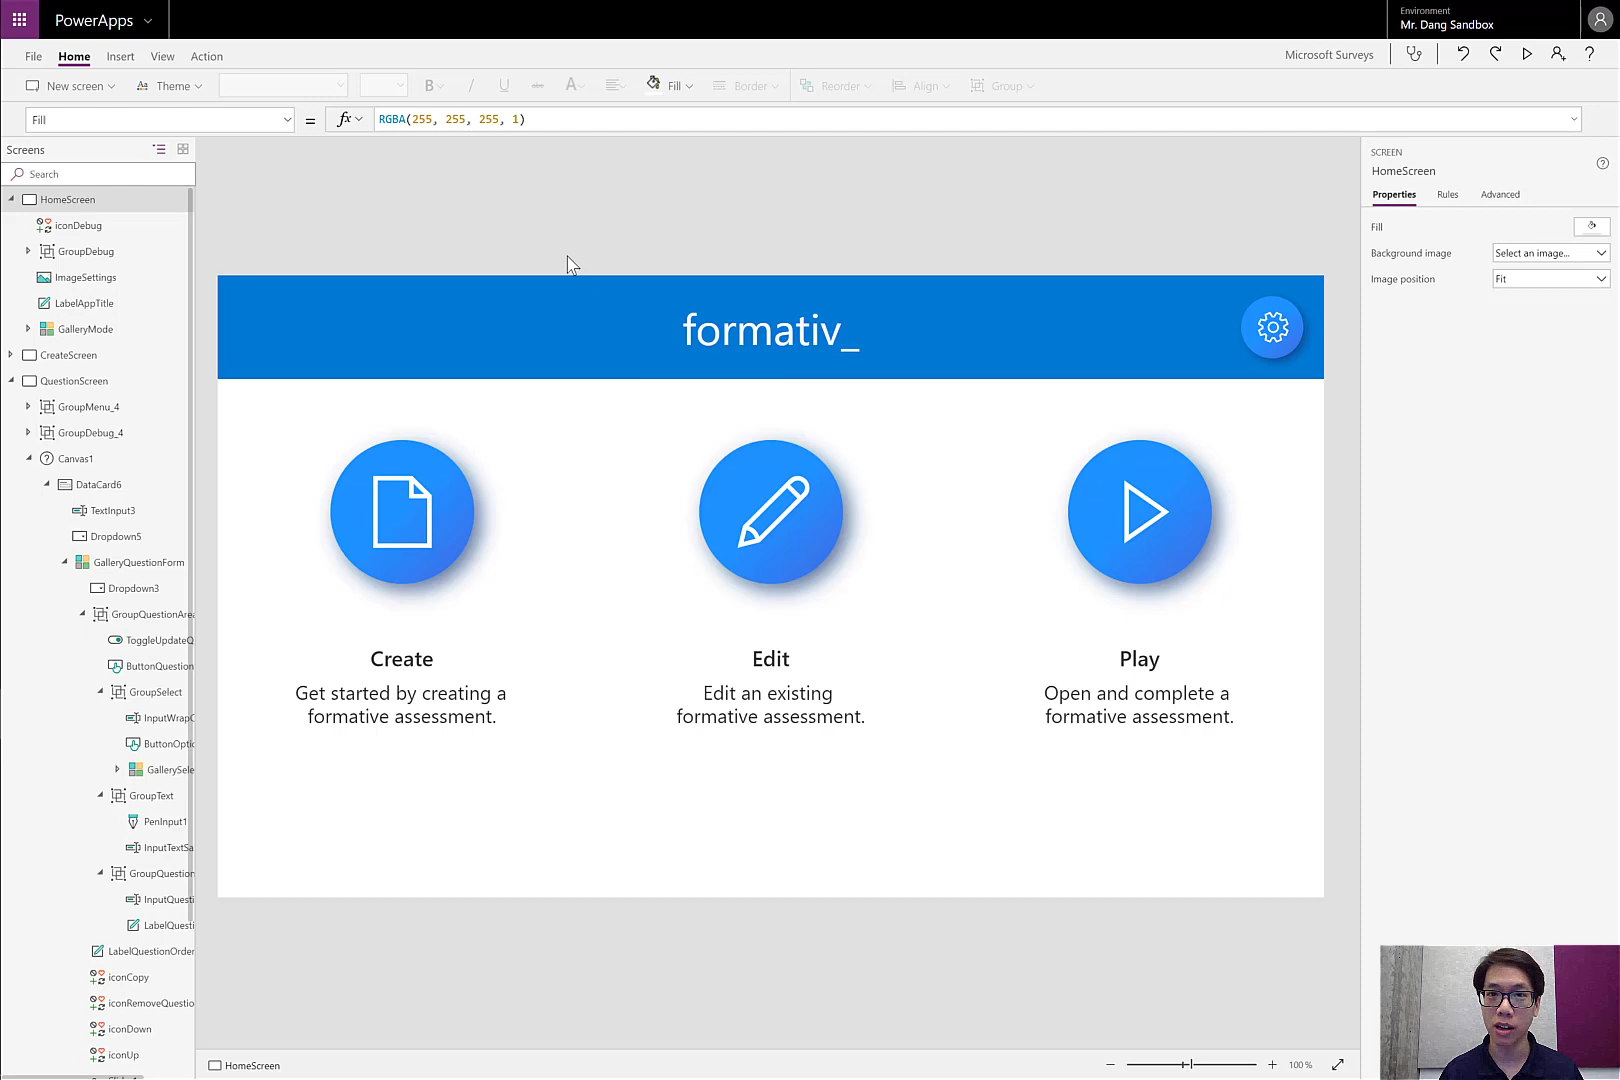 PowerApps
Environment
Mr. Dang Sandbox
File Home Insert View Action
Microsoft Surveys
New screen Theme B / U abc A Fill Border Reorder Align Group
Fill = fx RGBA(255, 255, 255, 1)
Screens
Search
HomeScreen
iconDebug
GroupDebug
ImageSettings
LabelAppTitle
GalleryMode
CreateScreen
QuestionScreen
GroupMenu_4
GroupDebug_4
Canvas1
DataCard6
TextInput3
Dropdown5
GalleryQuestionForm
Dropdown3
GroupQuestionArea
ToggleUpdateQ
ButtonQuestion
GroupSelect
InputWrapC
ButtonOptic
GallerySele
GroupText
PenInput1
InputTextSa
GroupQuestion
InputQuesti
LabelQuesti
LabelQuestionOrder
iconCopy
iconRemoveQuestio
iconDown
iconUp
formativ_
Create
Get started by creating a
formative assessment.
Edit
Edit an existing
formative assessment.
Play
Open and complete a
formative assessment.
SCREEN
HomeScreen
Properties Rules Advanced
Fill
Background image Select an image...
Image position Fit
HomeScreen
100 %